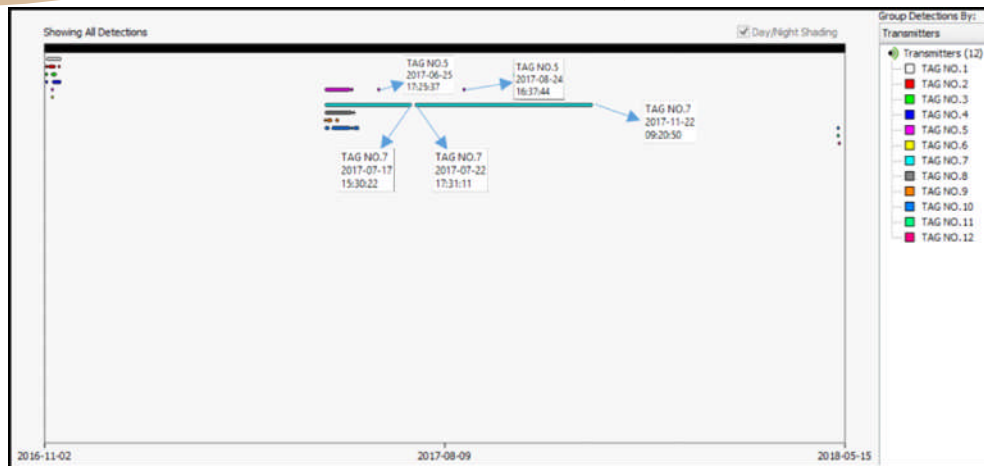 Showing All Detections
Day/Night Shading
TAG NO.5
2017-06-25
17:25:37
TAG NO.5
2017-08-24
16:37:44
TAG NO.7
2017-11-22
09:20:50
TAG NO.7
2017-07-17
15:30:22
TAG NO.7
2017-07-22
17:31:11
2016-11-02
2017-08-09
2018-05-15
Group Detections By:
Transmitters
Transmitters (12)
TAG NO.1
TAG NO.2
TAG NO.3
TAG NO.4
TAG NO.5
TAG NO.6
TAG NO.7
TAG NO.8
TAG NO.9
TAG NO.10
TAG NO.11
TAG NO.12